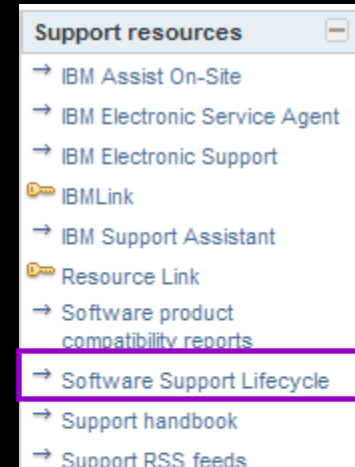 Support resources
IBM Assist On-Site
IBM Electronic Service Agent
IBM Electronic Support
IBMLink
IBM Support Assistant
Resource Link
Software product
compatibility reports
Software Support Lifecycle
Support handbook
Support RSS feeds